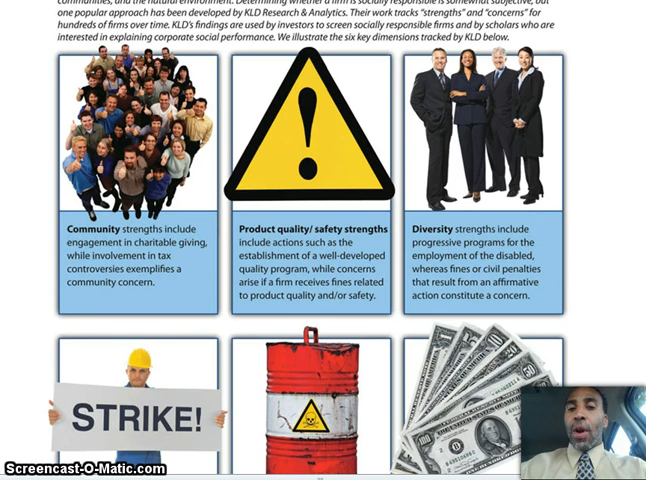 communities, and the natural environment. Determining whether a firm is socially responsible is somewhat subjective, but
one popular approach has been developed by KLD Research & Analytics. Their work tracks “strengths” and “concerns” for
hundreds of firms over time. KLD’s findings are used by investors to screen socially responsible firms and by scholars who are
interested in explaining corporate social performance. We illustrate the six key dimensions tracked by KLD below.
Community strengths include
engagement in charitable giving,
while involvement in tax
controversies exemplifies a
community concern.
Product quality/ safety strengths
include actions such as the
establishment of a well-developed
quality program, while concerns
arise if a firm receives fines related
to product quality and/or safety.
Diversity strengths include
progressive programs for the
employment of the disabled,
whereas fines or civil penalties
that result from an affirmative
action constitute a concern.
STRIKE!
Screencast-O-Matic.com